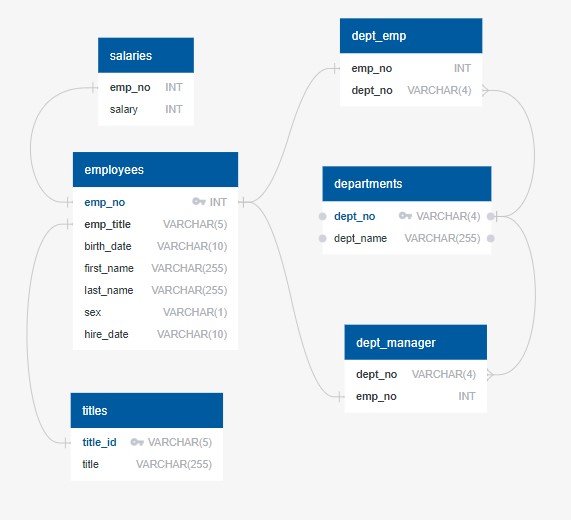 salaries
emp_no INT
salary INT
employees
emp_no INT
emp_title VARCHAR(5)
birth_date VARCHAR(10)
first_name VARCHAR(255)
last_name VARCHAR(255)
sex VARCHAR(1)
hire_date VARCHAR(10)
titles
title_id VARCHAR(5)
title VARCHAR(255)
dept_emp
emp_no INT
dept_no VARCHAR(4)
departments
dept_no VARCHAR(4)
dept_name VARCHAR(255)
dept_manager
dept_no VARCHAR(4)
emp_no INT